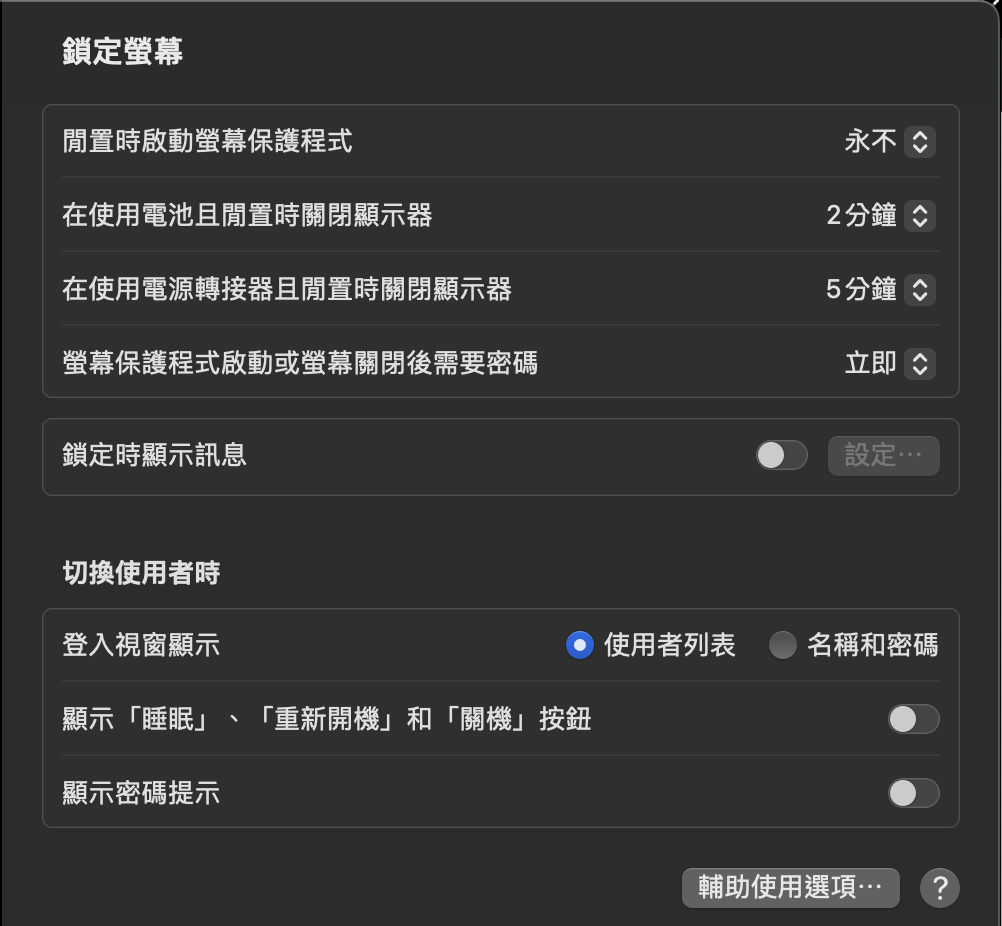 鎖定螢幕
閒置時啟動螢幕保護程式 永不
在使用電池且閒置時關閉顯示器 2分鐘
在使用電源轉接器且閒置時關閉顯示器 5分鐘
螢幕保護程式啟動或螢幕關閉後需要密碼 立即
鎖定時顯示訊息 設定⋯
切換使用者時
登入視窗顯示 使用者列表 名稱和密碼
顯示「睡眠」、「重新開機」和「關機」按鈕
顯示密碼提示
輔助使用選項⋯ ?